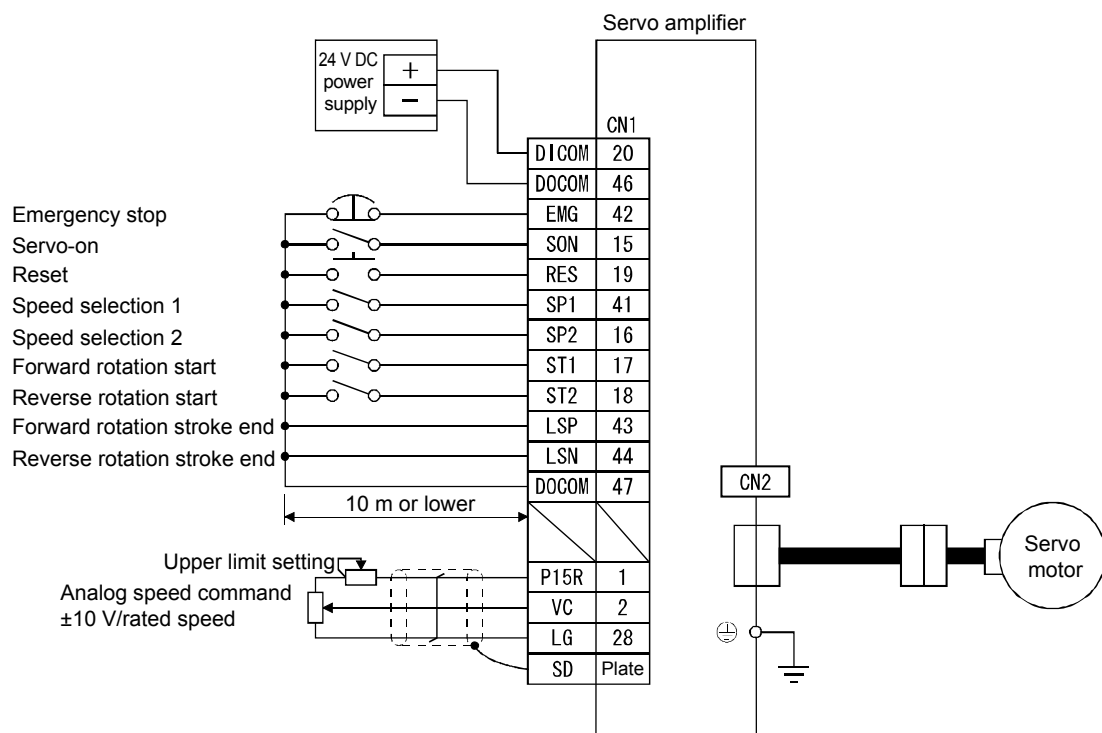 Servo amplifier
24 V DC
power
supply
+
−
CN1
DICOM 20
DOCOM 46
Emergency stop EMG 42
Servo-on SON 15
Reset RES 19
Speed selection 1 SP1 41
Speed selection 2 SP2 16
Forward rotation start ST1 17
Reverse rotation start ST2 18
Forward rotation stroke end LSP 43
Reverse rotation stroke end LSN 44
DOCOM 47
10 m or lower
CN2
Upper limit setting
Analog speed command
±10 V/rated speed
P15R 1
VC 2
LG 28
SD Plate
Servo
motor